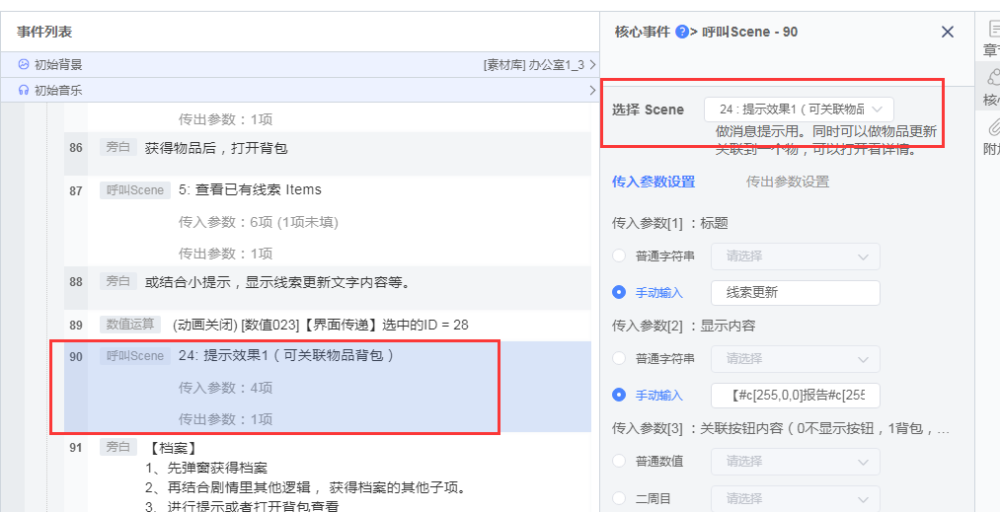 事件列表
初始背景
[素材库] 办公室1_3
初始音乐
传出参数：1项
86 旁白 获得物品后，打开背包
87 呼叫Scene 5: 查看已有线索 Items
传入参数：6项 (1项未填)
传出参数：1项
88 旁白 或结合小提示，显示线索更新文字内容等。
89 数值运算 (动画关闭) [数值023]【界面传递】选中的ID = 28
90 呼叫Scene 24: 提示效果1（可关联物品背包）
传入参数：4项
传出参数：1项
91 旁白 【档案】
1、先弹窗获得档案
2、再结合剧情里其他逻辑， 获得档案的其他子项。
3、进行提示或者打开背包查看
核心事件 ?> 呼叫Scene - 90
选择 Scene
24 : 提示效果1（可关联物品
做消息提示用。同时可以做物品更新
关联到一个物，可以打开看详情。
传入参数设置
传出参数设置
传入参数[1] ：标题
普通字符串 请选择
手动输入 线索更新
传入参数[2] ：显示内容
普通字符串 请选择
手动输入 【#c[255,0,0]报告#c[255
传入参数[3] ：关联按钮内容（0不显示按钮，1背包，…
普通数值 请选择
二周目 请选择
章
核
附